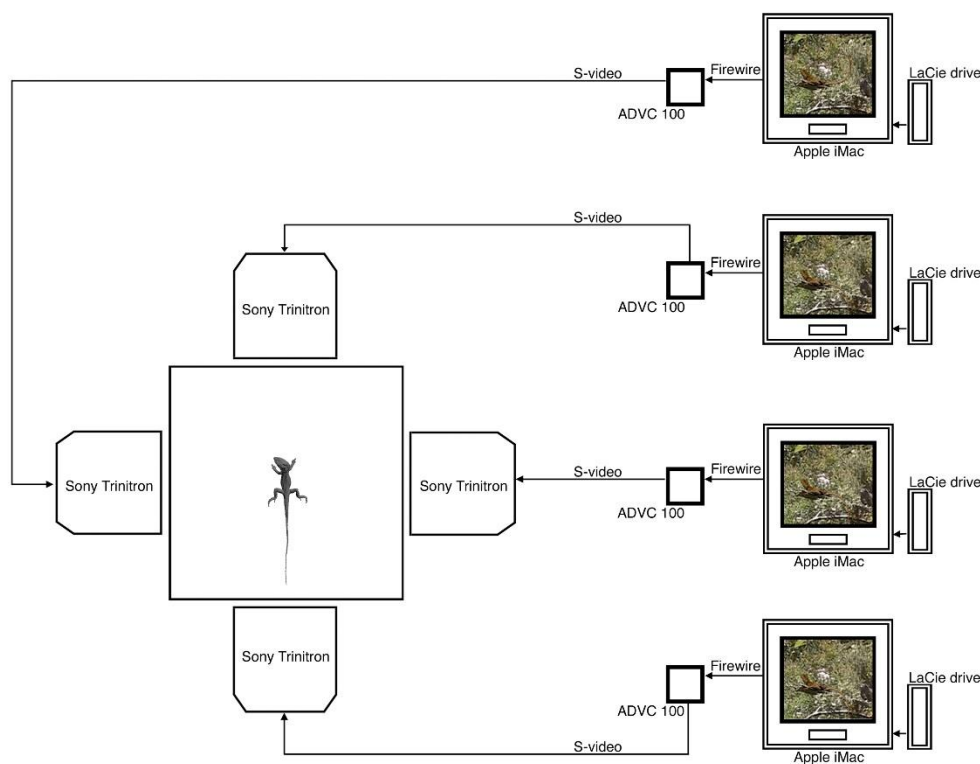 LaCie drive
Firewire
S-video
ADVC 100
Apple iMac
S-video
Firewire
LaCie drive
ADVC 100
Sony Trinitron
Apple iMac
Firewire
S-video
LaCie drive
Sony Trinitron
Sony Trinitron
ADVC 100
Apple iMac
Sony Trinitron
Firewire
LaCie drive
ADVC 100
S-video
Apple iMac